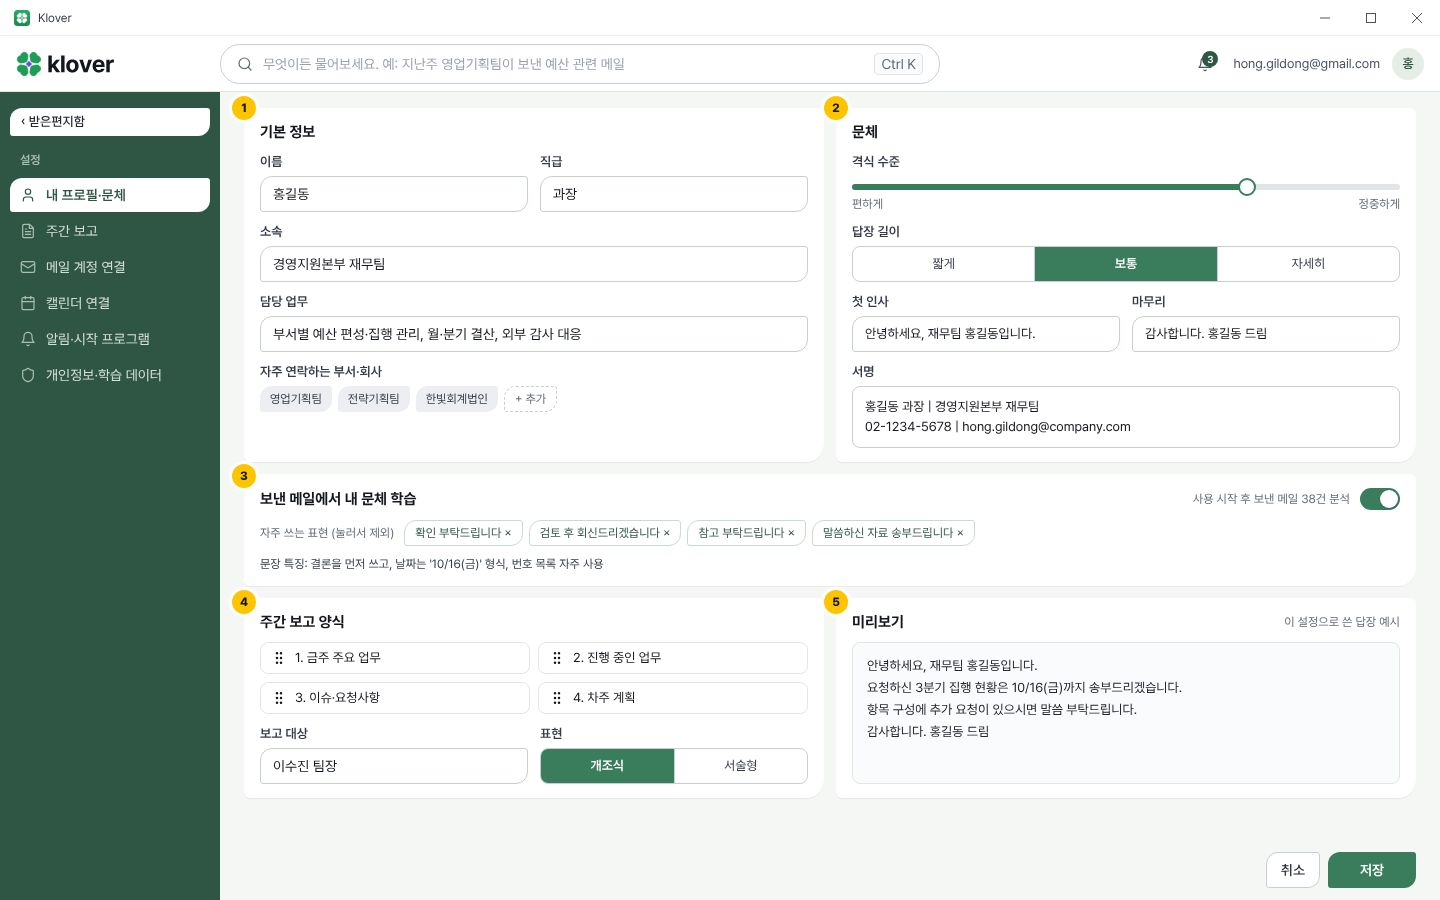 Klover
klover
무엇이든 물어보세요. 예: 지난주 영업기획팀이 보낸 예산 관련 메일
Ctrl K
3
hong.gildong@gmail.com
홍
‹ 받은편지함
설정
내 프로필·문체
주간 보고
메일 계정 연결
캘린더 연결
알림·시작 프로그램
개인정보·학습 데이터
1
기본 정보
이름
직급
홍길동
과장
소속
경영지원본부 재무팀
담당 업무
부서별 예산 편성·집행 관리, 월·분기 결산, 외부 감사 대응
자주 연락하는 부서·회사
영업기획팀
전략기획팀
한빛회계법인
+ 추가
2
문체
격식 수준
편하게
정중하게
답장 길이
짧게
보통
자세히
첫 인사
마무리
안녕하세요, 재무팀 홍길동입니다.
감사합니다. 홍길동 드림
서명
홍길동 과장 | 경영지원본부 재무팀
02-1234-5678 | hong.gildong@company.com
3
보낸 메일에서 내 문체 학습
사용 시작 후 보낸 메일 38건 분석
자주 쓰는 표현 (눌러서 제외)
확인 부탁드립니다 ×
검토 후 회신드리겠습니다 ×
참고 부탁드립니다 ×
말씀하신 자료 송부드립니다 ×
문장 특징: 결론을 먼저 쓰고, 날짜는 '10/16(금)' 형식, 번호 목록 자주 사용
4
주간 보고 양식
1. 금주 주요 업무
2. 진행 중인 업무
3. 이슈·요청사항
4. 차주 계획
보고 대상
표현
이수진 팀장
개조식
서술형
5
미리보기
이 설정으로 쓴 답장 예시
안녕하세요, 재무팀 홍길동입니다.
요청하신 3분기 집행 현황은 10/16(금)까지 송부드리겠습니다.
항목 구성에 추가 요청이 있으시면 말씀 부탁드립니다.
감사합니다. 홍길동 드림
취소
저장